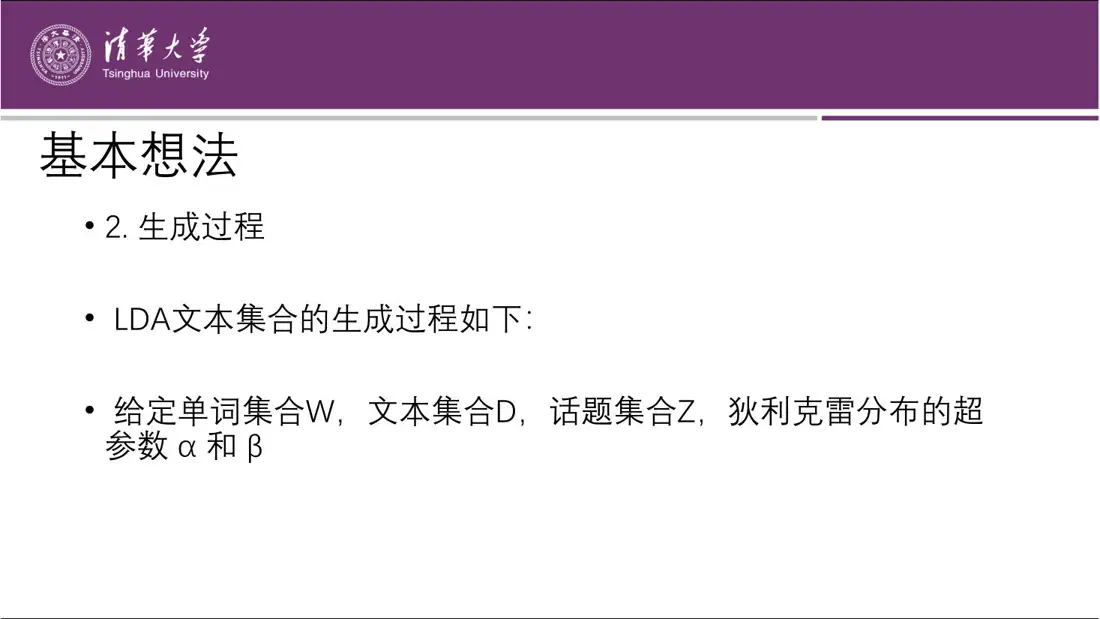 清华大学
Tsinghua University
基本想法
• 2. 生成过程
• LDA文本集合的生成过程如下：
• 给定单词集合W，文本集合D，话题集合Z，狄利克雷分布的超
参数 α 和 β